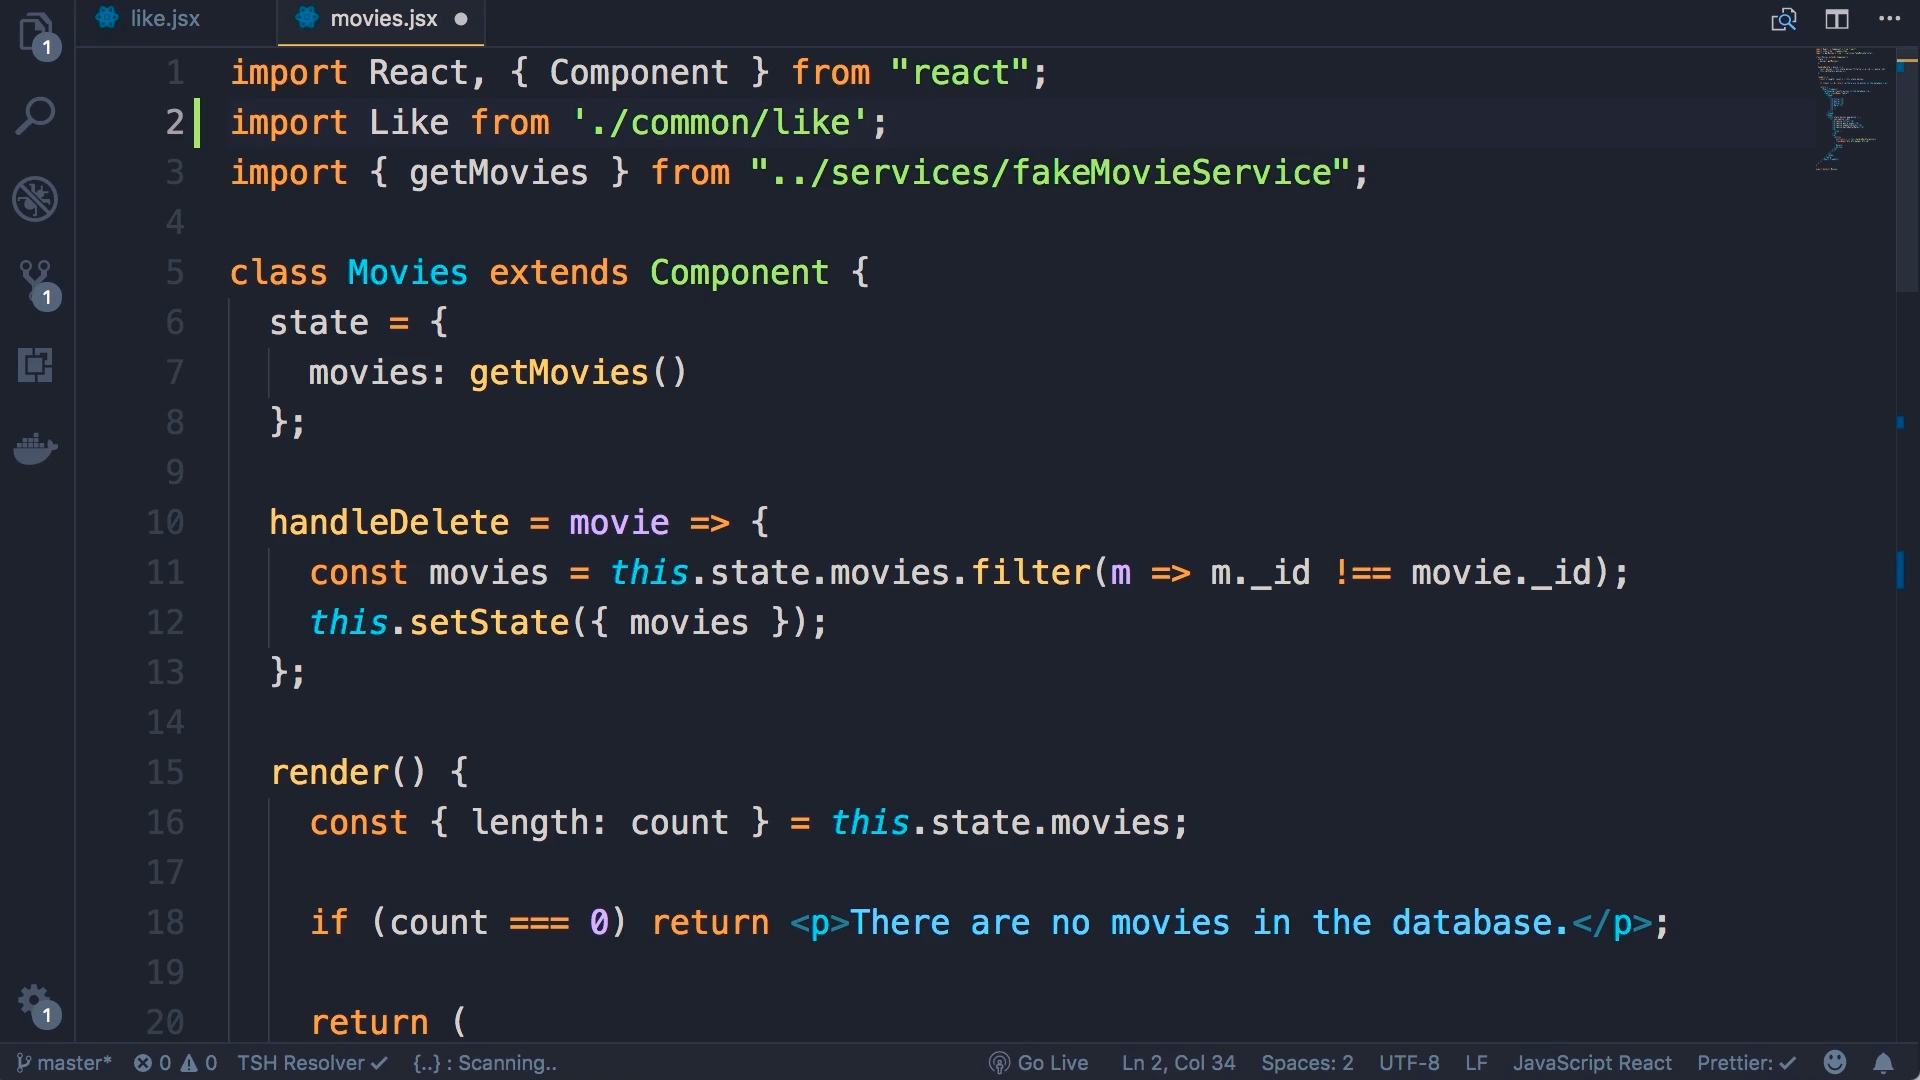 like.jsx
movies.jsx
1 import React, { Component } from "react";
2 import Like from './common/like';
3 import { getMovies } from "../services/fakeMovieService";
4
5 class Movies extends Component {
6 state = {
7 movies: getMovies()
8 };
9
10 handleDelete = movie => {
11 const movies = this.state.movies.filter(m => m._id !== movie._id);
12 this.setState({ movies });
13 };
14
15 render() {
16 const { length: count } = this.state.movies;
17
18 if (count === 0) return <p>There are no movies in the database.</p>;
19
20 return (
1
1
1
master* 0 0 TSH Resolver {..} : Scanning.. Go Live Ln 2, Col 34 Spaces: 2 UTF-8 LF JavaScript React Prettier: